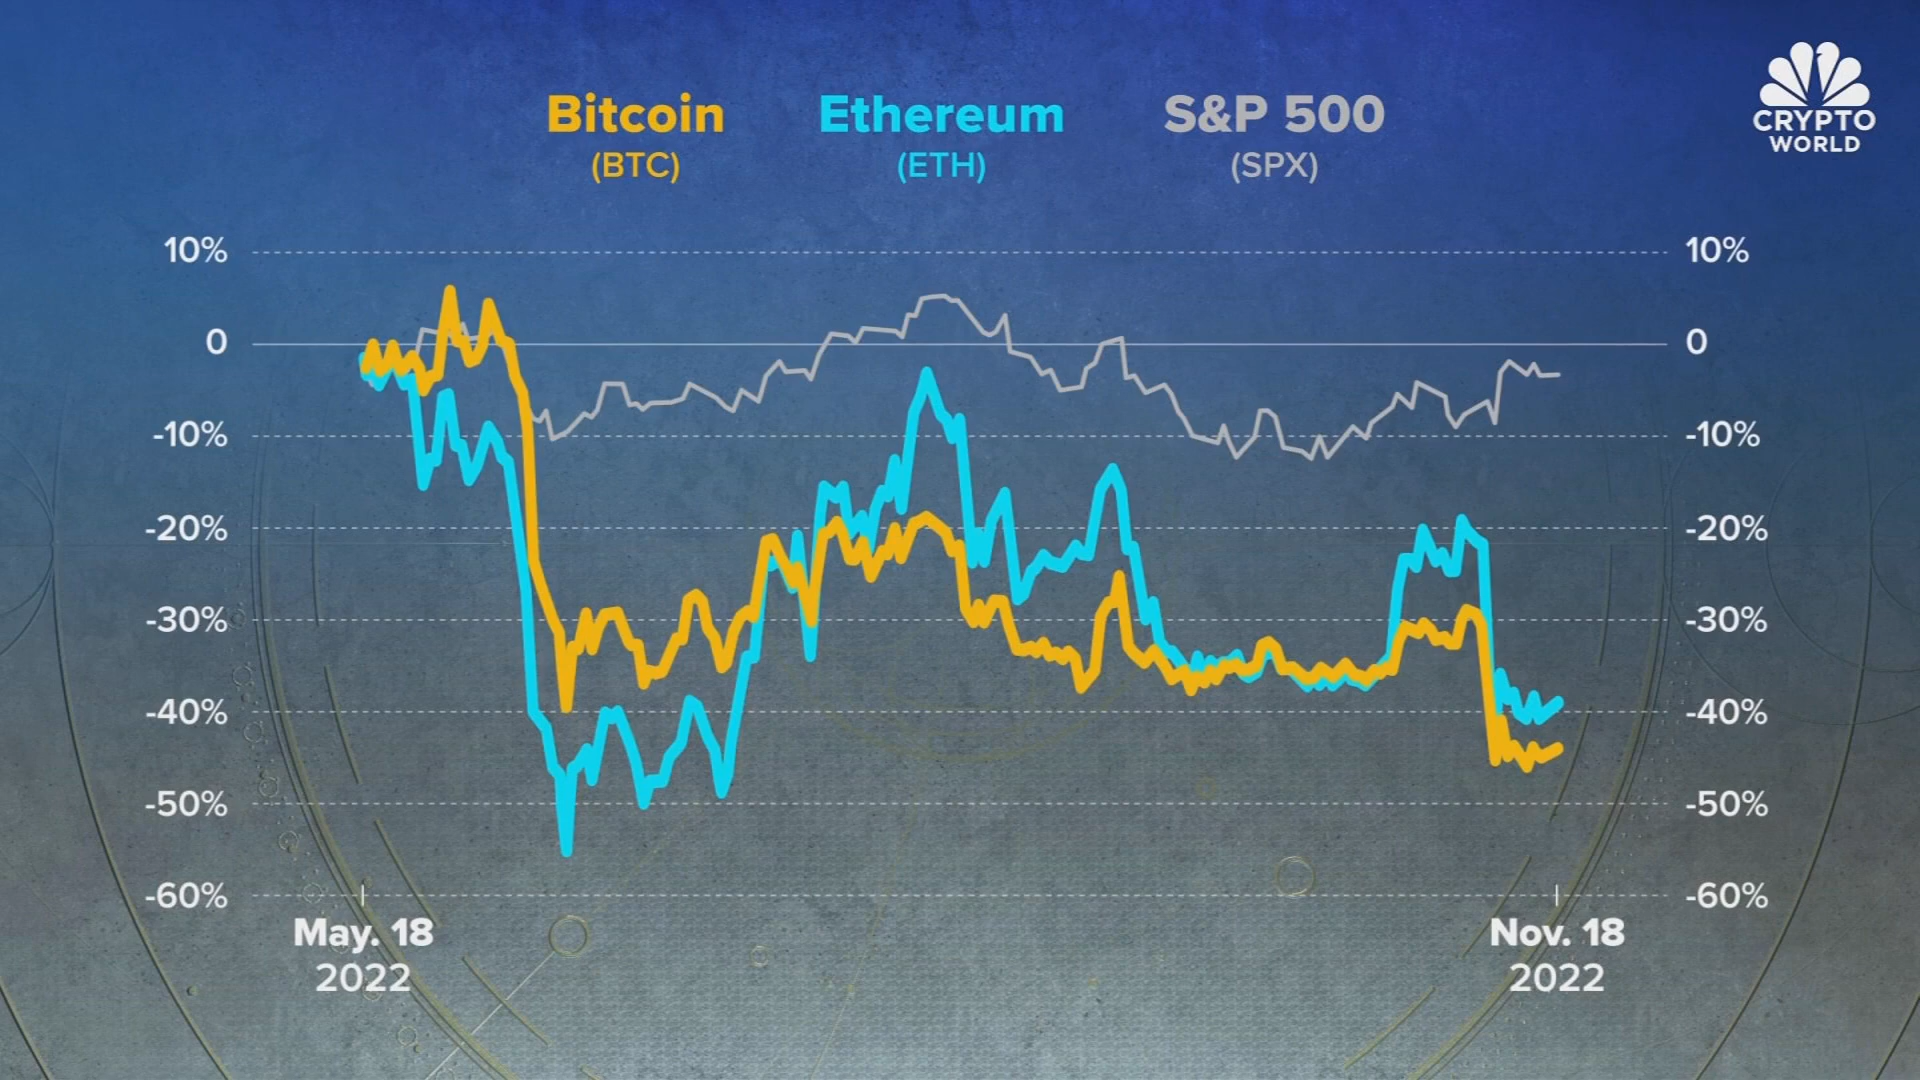 Bitcoin
(BTC)
Ethereum
(ETH)
S&P 500
(SPX)
CRYPTO
WORLD
10%
0
-10%
-20%
-30%
-40%
-50%
-60%
10%
0
-10%
-20%
-30%
-40%
-50%
-60%
May. 18
2022
Nov. 18
2022